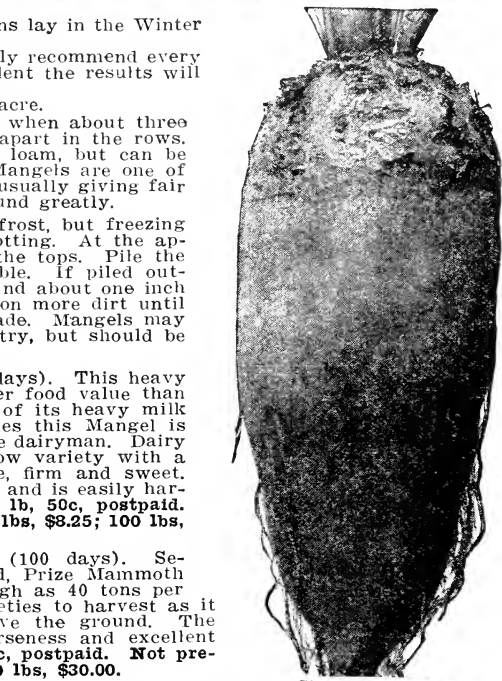 ns lay in the Winter
ly recommend every
lent the results will
acre.
when about three
apart in the rows.
loam, but can be
Mangels are one of
usually giving fair
und greatly.
frost, but freezing
otting. At the ap-
the tops. Pile the
ble. If piled out-
nd about one inch
on more dirt until
ade. Mangels may
try, but should be
days). This heavy
er food value than
of its heavy milk
es this Mangel is
e dairyman. Dairy
ow variety with a
e, firm and sweet.
and is easily har-
lb, 50c, postpaid.
lbs, $8.25; 100 lbs,
(100 days). Se-
d, Prize Mammoth
gh as 40 tons per
eties to harvest as it
ve the ground. The
rseness and excellent
c, postpaid. Not pre-
0 lbs, $30.00.